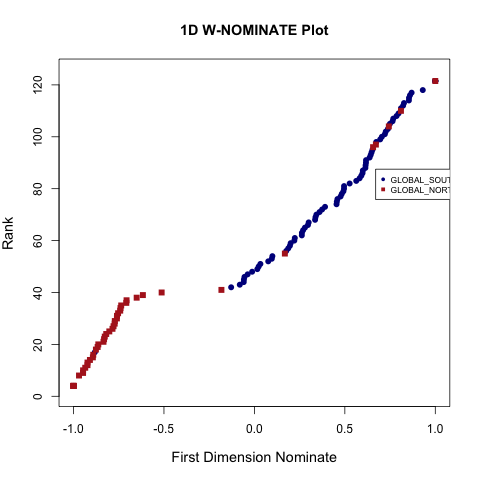 1D W-NOMINATE Plot
Rank
120
100
80
60
40
20
0
GLOBAL_SOUT
GLOBAL_NORT
-1.0 -0.5 0.0 0.5 1.0
First Dimension Nominate